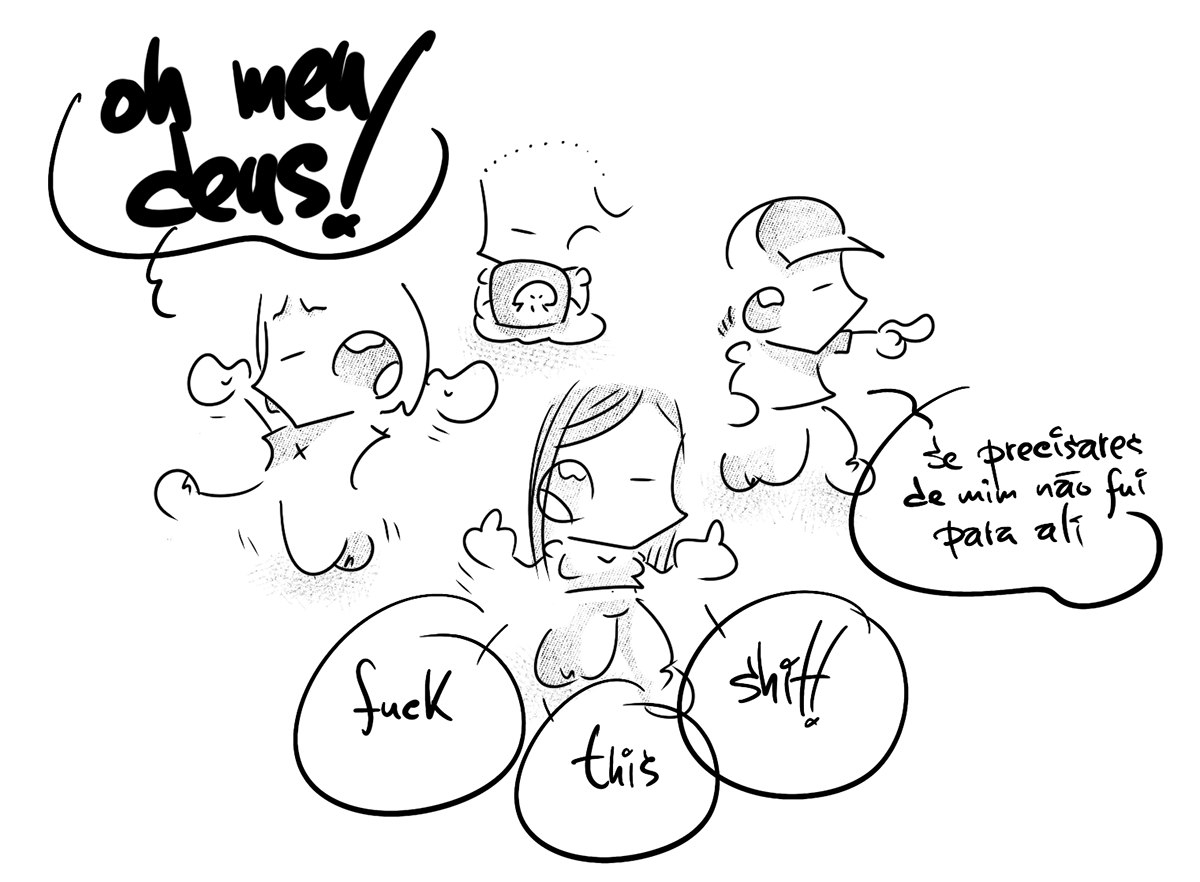 oh meu
deus!
se precisares
de mim não fui
para ali
fuck
this
shit!